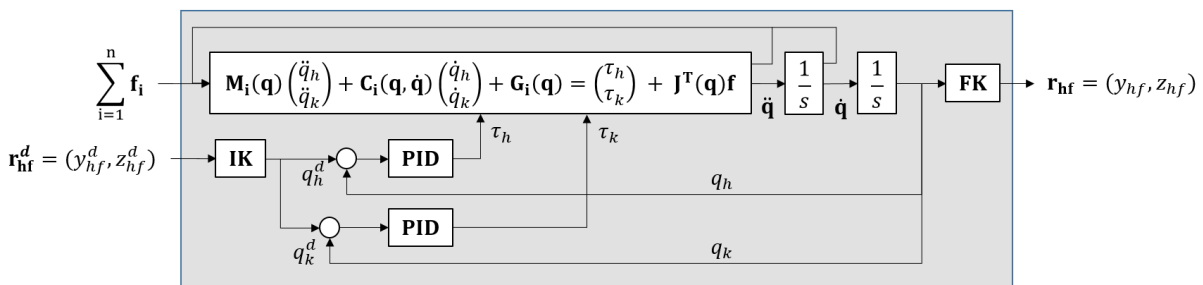 n
∑ f_i
i=1
M_i(q) (q̈_h q̈_k) + C_i(q, q̇) (q̇_h q̇_k) + G_i(q) = (τ_h τ_k) + J^T(q)f
q̈
1/s
q̇
1/s
FK
r_hf = (y_hf, z_hf)
τ_h
τ_k
r_hf^d = (y_hf^d, z_hf^d)
IK
q_h^d
PID
q_h
q_k^d
PID
q_k